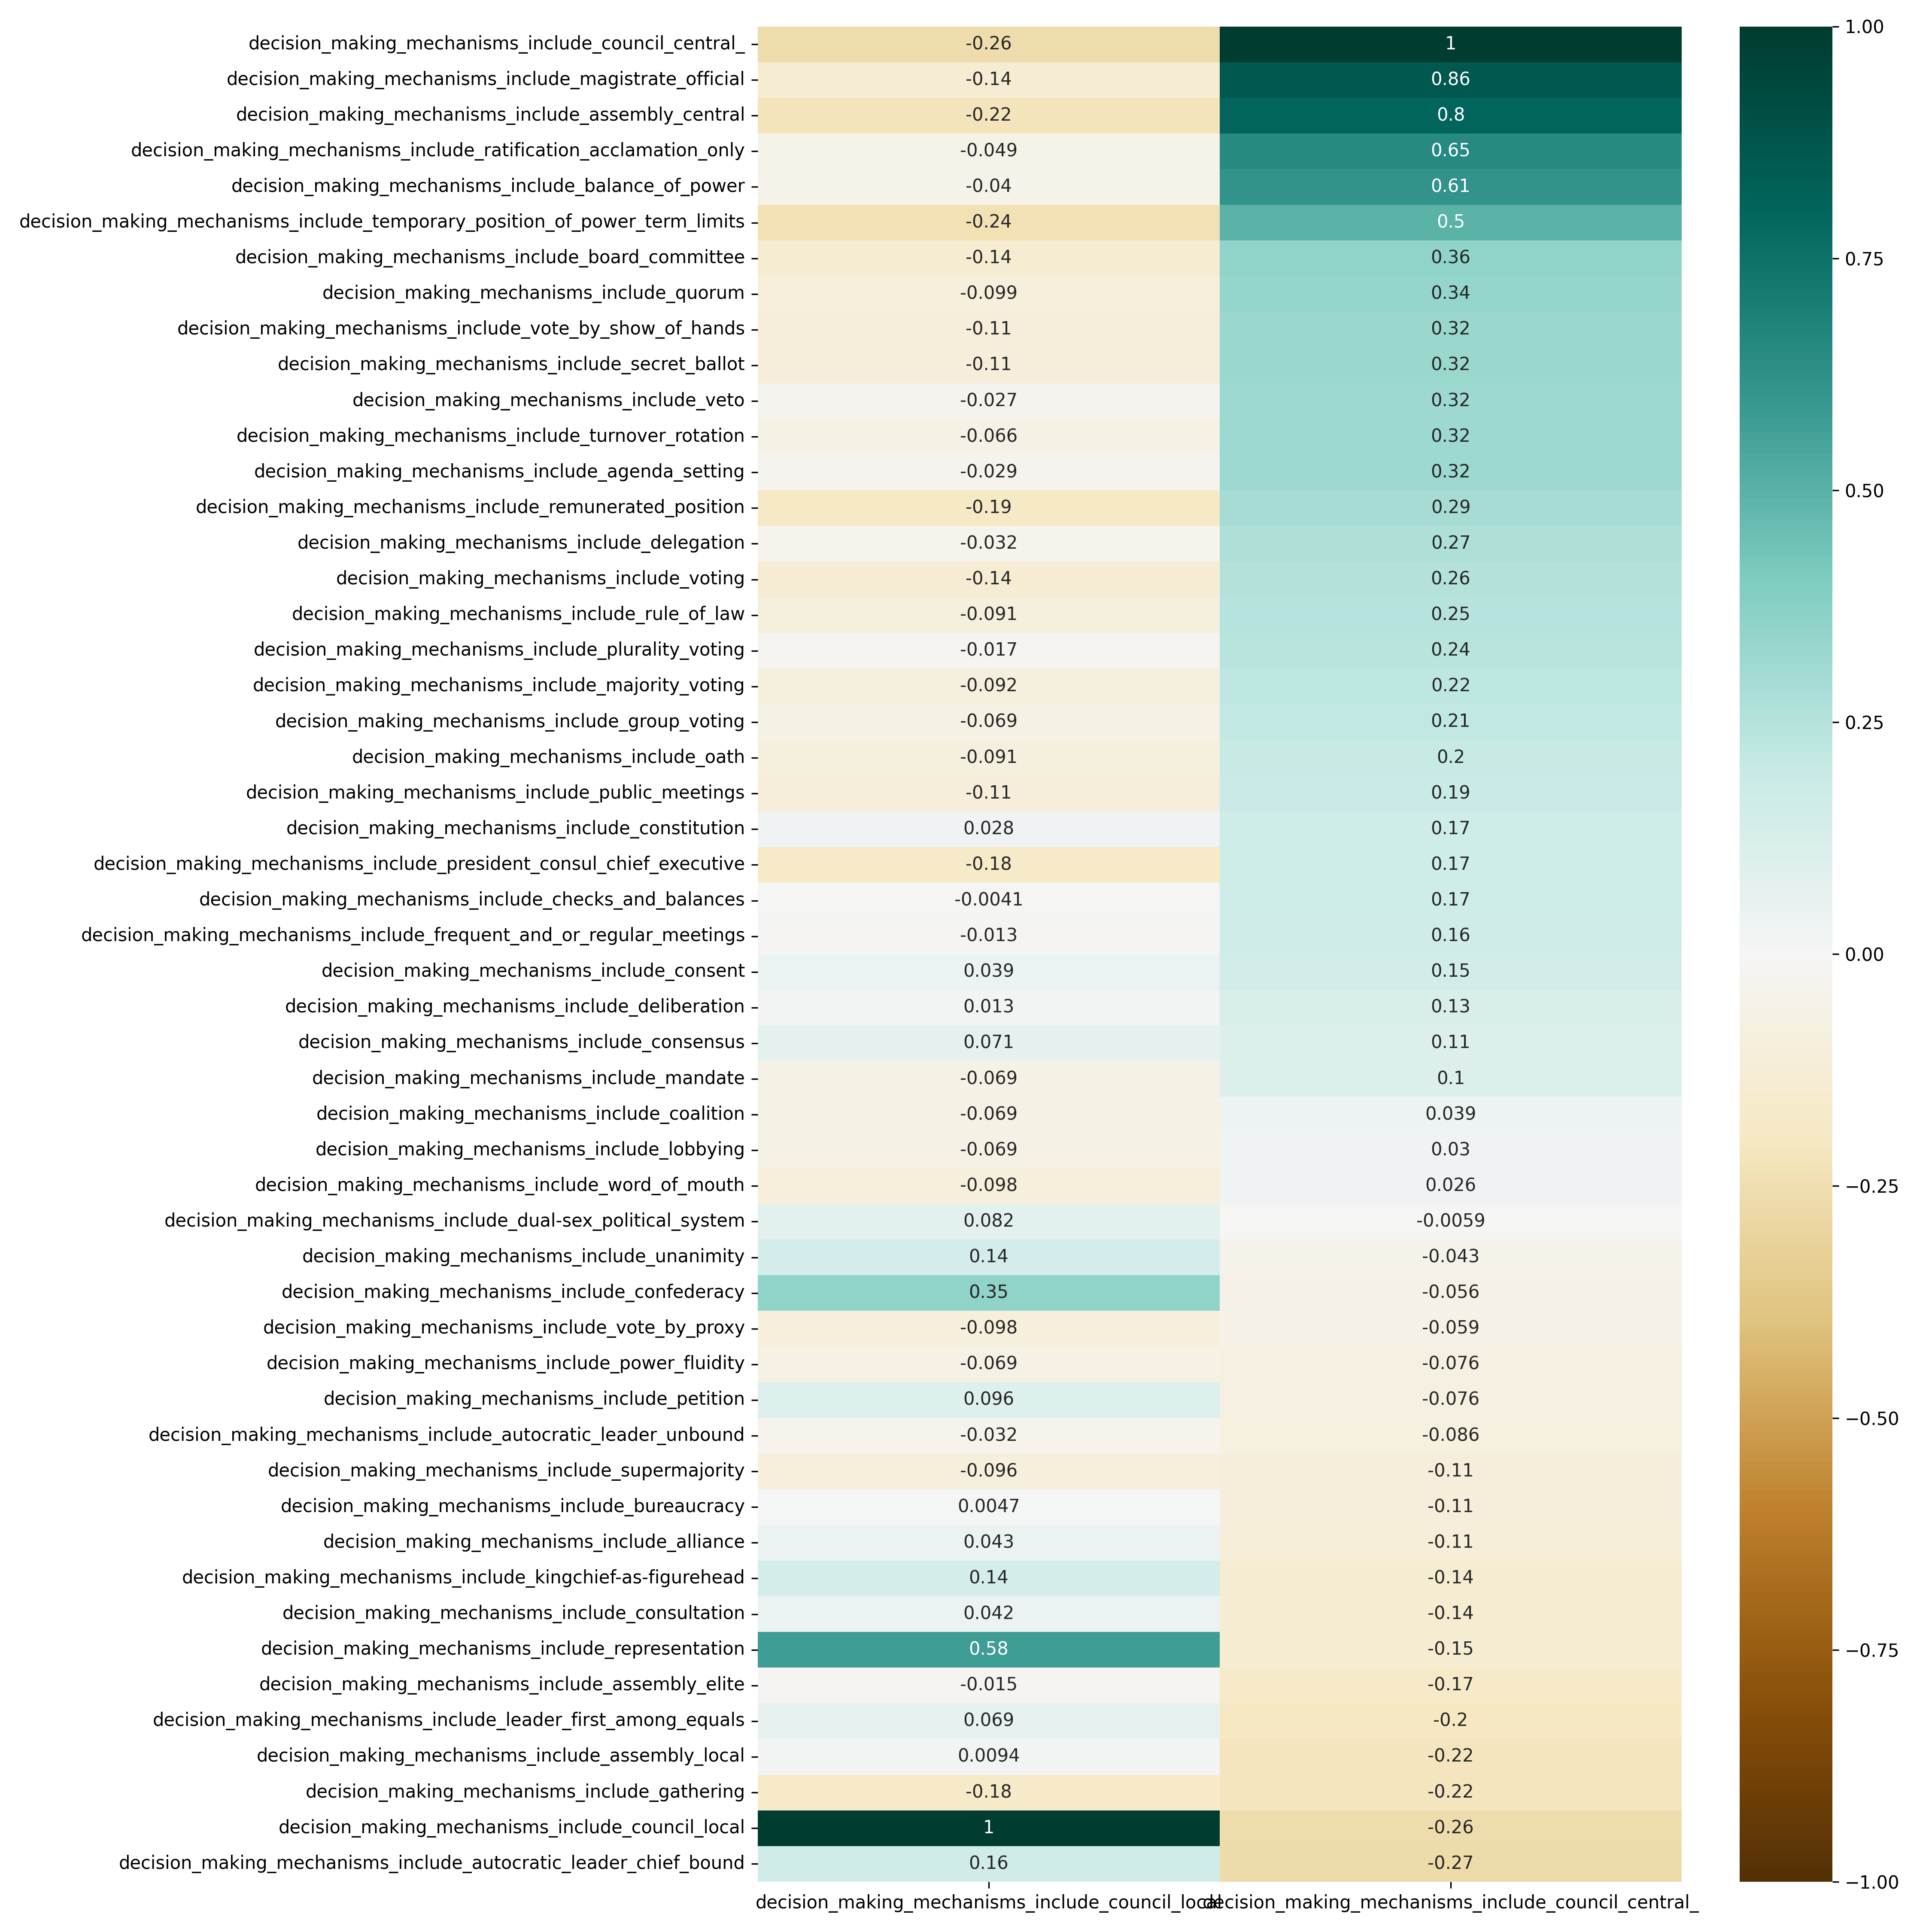 decision_making_mechanisms_include_council_central_ -0.26 1
decision_making_mechanisms_include_magistrate_official -0.14 0.86
decision_making_mechanisms_include_assembly_central -0.22 0.8
decision_making_mechanisms_include_ratification_acclamation_only -0.049 0.65
decision_making_mechanisms_include_balance_of_power -0.04 0.61
decision_making_mechanisms_include_temporary_position_of_power_term_limits -0.24 0.5
decision_making_mechanisms_include_board_committee -0.14 0.36
decision_making_mechanisms_include_quorum -0.099 0.34
decision_making_mechanisms_include_vote_by_show_of_hands -0.11 0.32
decision_making_mechanisms_include_secret_ballot -0.11 0.32
decision_making_mechanisms_include_veto -0.027 0.32
decision_making_mechanisms_include_turnover_rotation -0.066 0.32
decision_making_mechanisms_include_agenda_setting -0.029 0.32
decision_making_mechanisms_include_remunerated_position -0.19 0.29
decision_making_mechanisms_include_delegation -0.032 0.27
decision_making_mechanisms_include_voting -0.14 0.26
decision_making_mechanisms_include_rule_of_law -0.091 0.25
decision_making_mechanisms_include_plurality_voting -0.017 0.24
decision_making_mechanisms_include_majority_voting -0.092 0.22
decision_making_mechanisms_include_group_voting -0.069 0.21
decision_making_mechanisms_include_oath -0.091 0.2
decision_making_mechanisms_include_public_meetings -0.11 0.19
decision_making_mechanisms_include_constitution 0.028 0.17
decision_making_mechanisms_include_president_consul_chief_executive -0.18 0.17
decision_making_mechanisms_include_checks_and_balances -0.0041 0.17
decision_making_mechanisms_include_frequent_and_or_regular_meetings -0.013 0.16
decision_making_mechanisms_include_consent 0.039 0.15
decision_making_mechanisms_include_deliberation 0.013 0.13
decision_making_mechanisms_include_consensus 0.071 0.11
decision_making_mechanisms_include_mandate -0.069 0.1
decision_making_mechanisms_include_coalition -0.069 0.039
decision_making_mechanisms_include_lobbying -0.069 0.03
decision_making_mechanisms_include_word_of_mouth -0.098 0.026
decision_making_mechanisms_include_dual-sex_political_system 0.082 -0.0059
decision_making_mechanisms_include_unanimity 0.14 -0.043
decision_making_mechanisms_include_confederacy 0.35 -0.056
decision_making_mechanisms_include_vote_by_proxy -0.098 -0.059
decision_making_mechanisms_include_power_fluidity -0.069 -0.076
decision_making_mechanisms_include_petition 0.096 -0.076
decision_making_mechanisms_include_autocratic_leader_unbound -0.032 -0.086
decision_making_mechanisms_include_supermajority -0.096 -0.11
decision_making_mechanisms_include_bureaucracy 0.0047 -0.11
decision_making_mechanisms_include_alliance 0.043 -0.11
decision_making_mechanisms_include_kingchief-as-figurehead 0.14 -0.14
decision_making_mechanisms_include_consultation 0.042 -0.14
decision_making_mechanisms_include_representation 0.58 -0.15
decision_making_mechanisms_include_assembly_elite -0.015 -0.17
decision_making_mechanisms_include_leader_first_among_equals 0.069 -0.2
decision_making_mechanisms_include_assembly_local 0.0094 -0.22
decision_making_mechanisms_include_gathering -0.18 -0.22
decision_making_mechanisms_include_council_local 1 -0.26
decision_making_mechanisms_include_autocratic_leader_chief_bound 0.16 -0.27
decision_making_mechanisms_include_council_local decision_making_mechanisms_include_council_central_
1.00
0.75
0.50
0.25
0.00
−0.25
−0.50
−0.75
−1.00